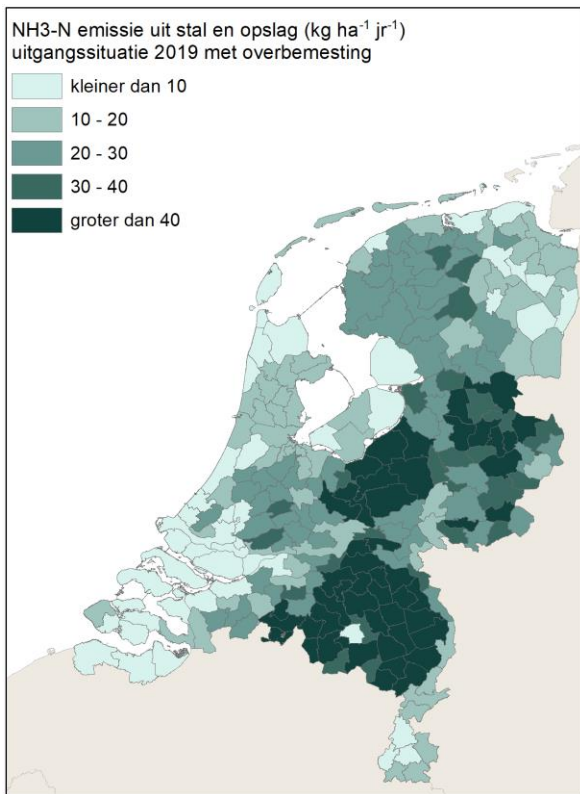 NH3-N emissie uit stal en opslag (kg ha⁻¹ jr⁻¹)
uitgangssituatie 2019 met overbemesting
kleiner dan 10
10 - 20
20 - 30
30 - 40
groter dan 40